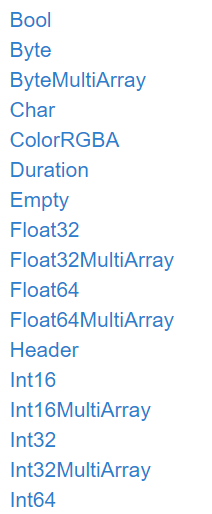 Bool
Byte
ByteMultiArray
Char
ColorRGBA
Duration
Empty
Float32
Float32MultiArray
Float64
Float64MultiArray
Header
Int16
Int16MultiArray
Int32
Int32MultiArray
Int64